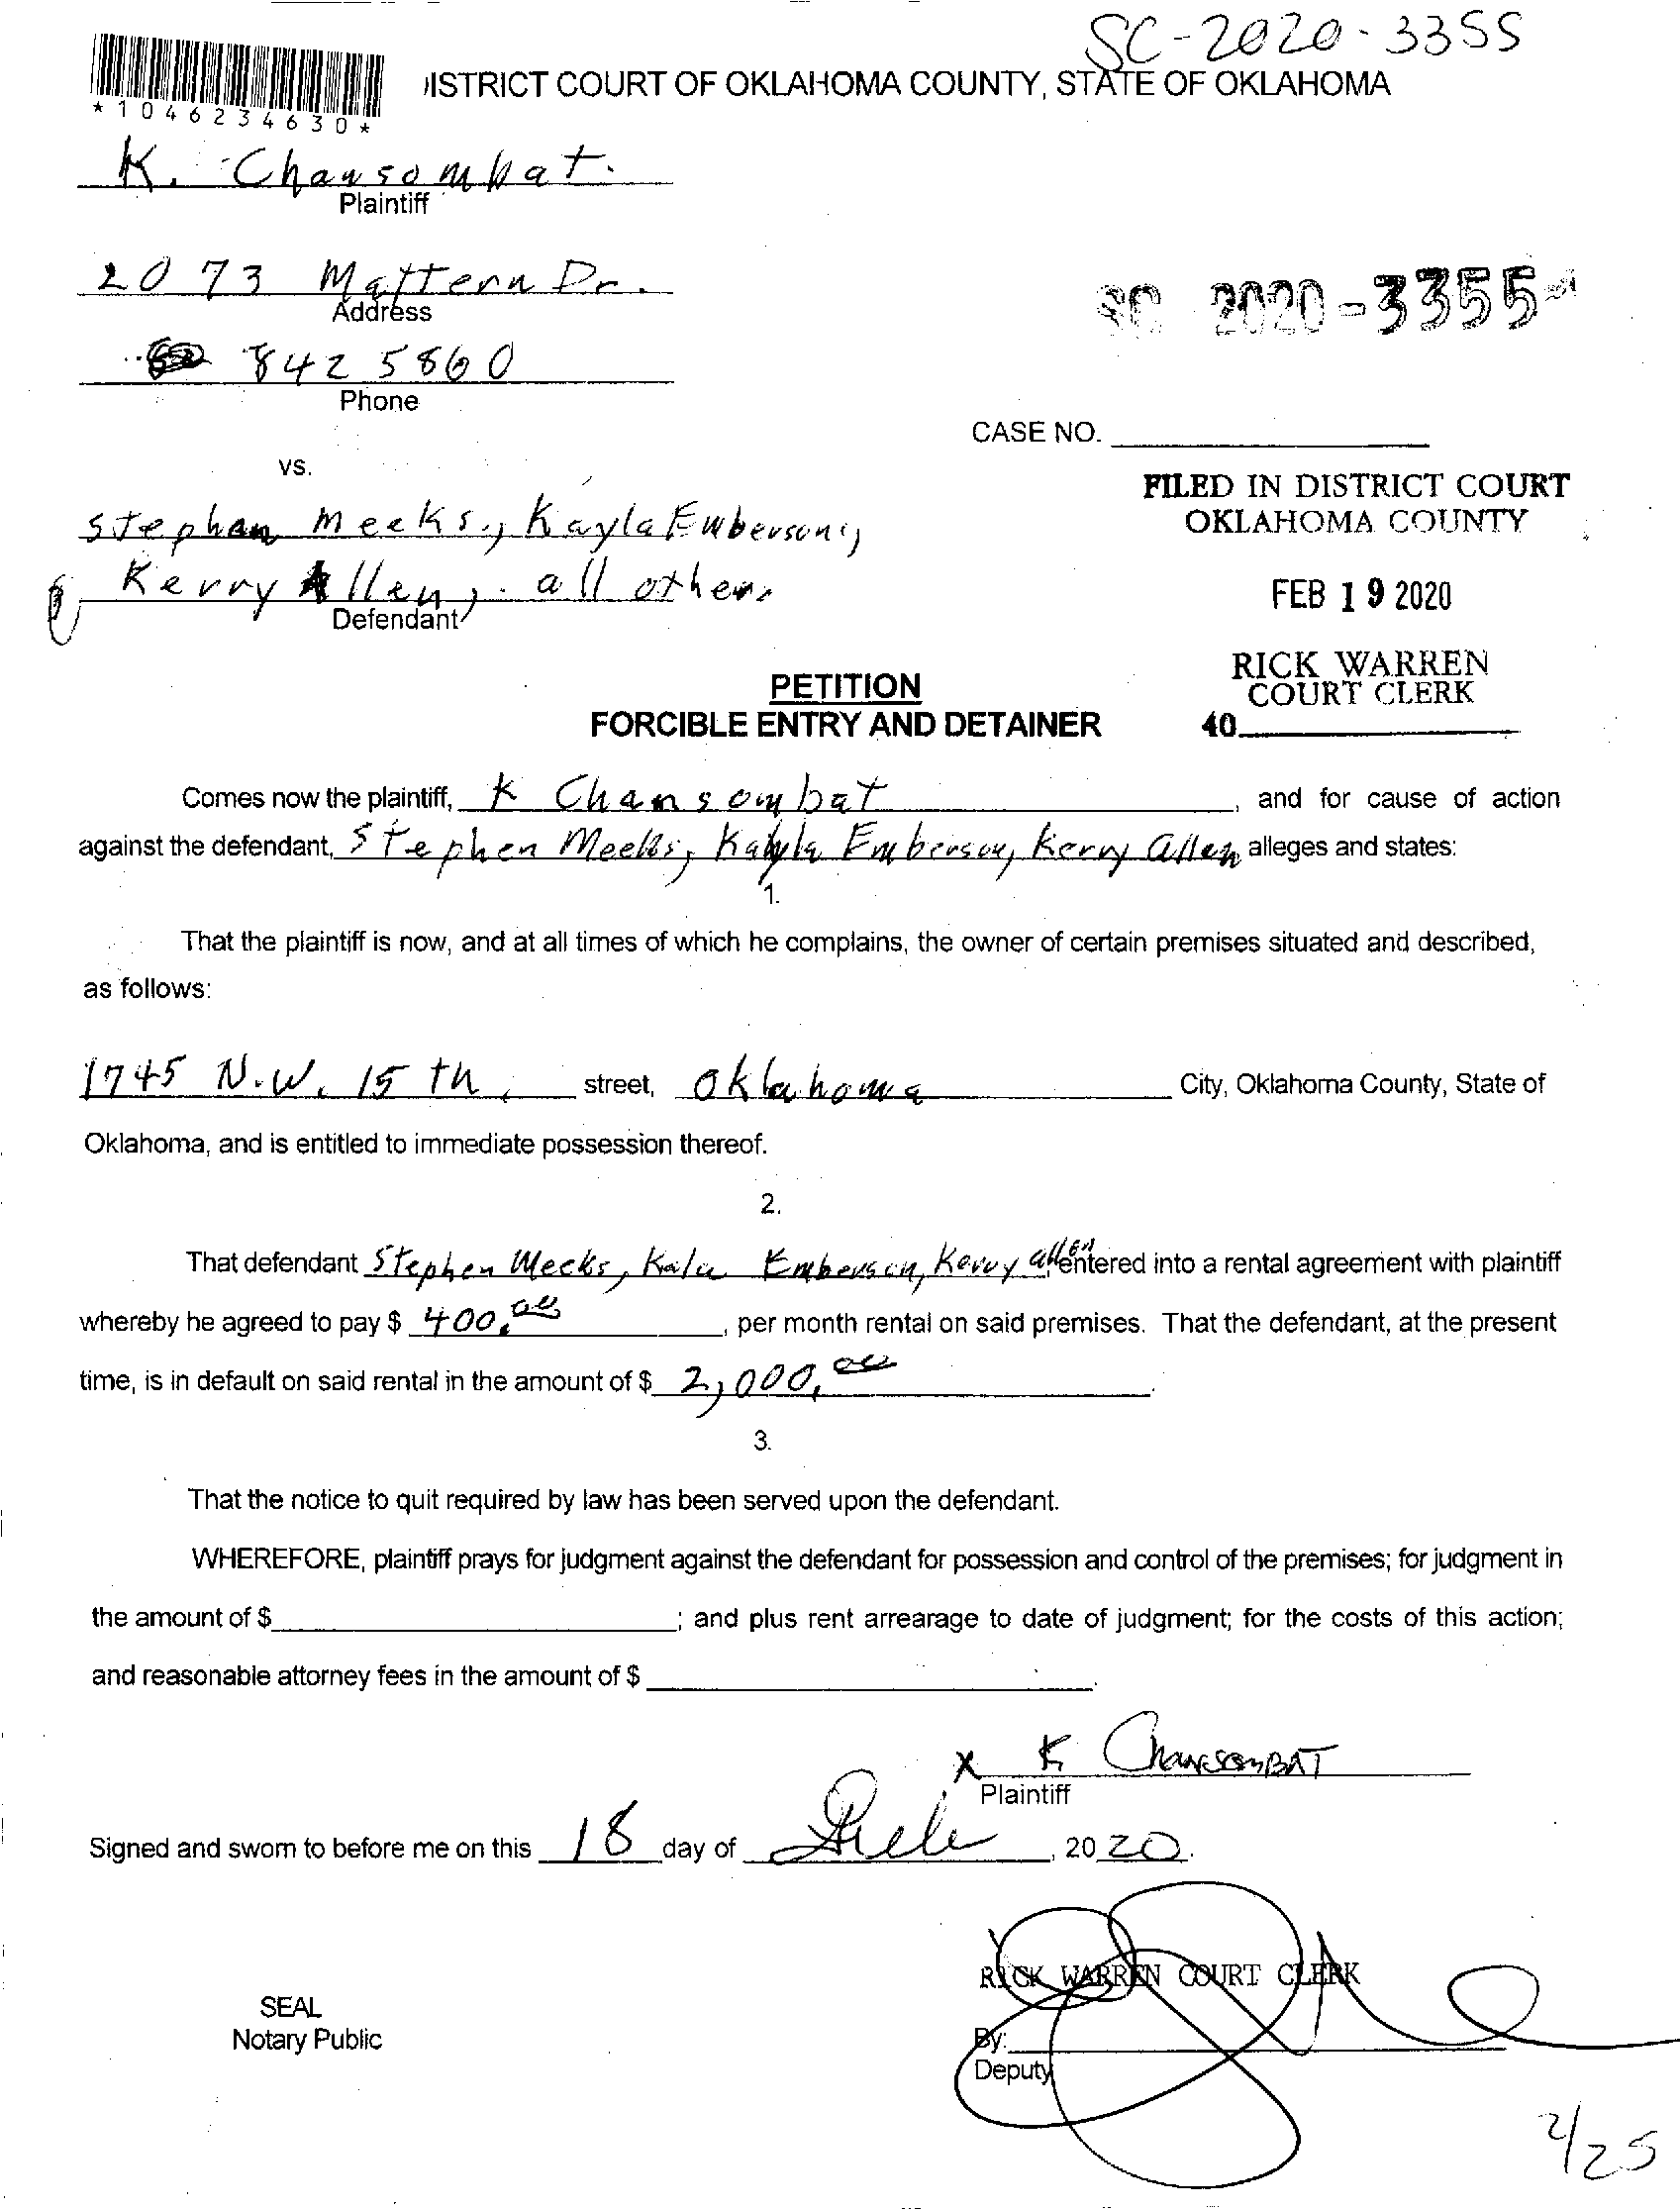 SC-2020-3355
*1046234630*
ISTRICT COURT OF OKLAHOMA COUNTY, STATE OF OKLAHOMA
K. Chansombat.
Plaintiff
2073 Mattern Dr.
Address
SC 2020-3355
842 5860
Phone
CASE NO.
vs.
FILED IN DISTRICT COURT
Stephan Meeks, Kayla Emberson,
OKLAHOMA COUNTY
Kerry Allen, all others
Defendant
FEB 19 2020
RICK WARREN
PETITION
COURT CLERK
FORCIBLE ENTRY AND DETAINER
40
Comes now the plaintiff, K Chansombat, and for cause of action
against the defendant, Stephen Meeks, Kayla Emberson, Kerry Allen alleges and states:
1.
That the plaintiff is now, and at all times of which he complains, the owner of certain premises situated and described,
as follows:
1745 N.W. 15 th, street, Oklahoma City, Oklahoma County, State of
Oklahoma, and is entitled to immediate possession thereof.
2.
That defendant Stephen Meeks, Kala Emberson, Kerry allen entered into a rental agreement with plaintiff
whereby he agreed to pay $ 400.00, per month rental on said premises. That the defendant, at the present
time, is in default on said rental in the amount of $ 2,000.00.
3.
That the notice to quit required by law has been served upon the defendant.
WHEREFORE, plaintiff prays for judgment against the defendant for possession and control of the premises; for judgment in
the amount of $; and plus rent arrearage to date of judgment; for the costs of this action;
and reasonable attorney fees in the amount of $.
X K Chansombat
Plaintiff
Signed and sworn to before me on this 18 day of, 2020.
RICK WARREN COURT CLERK
SEAL
Notary Public
By:
Deputy
2/25